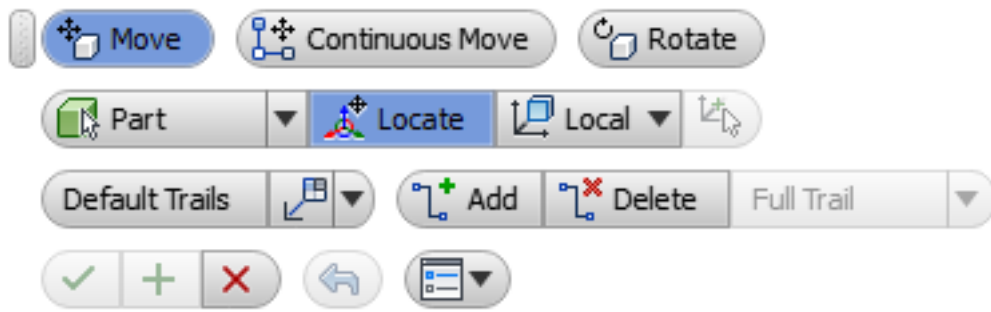 Move Continuous Move Rotate
Part Locate Local
Default Trails Add Delete Full Trail